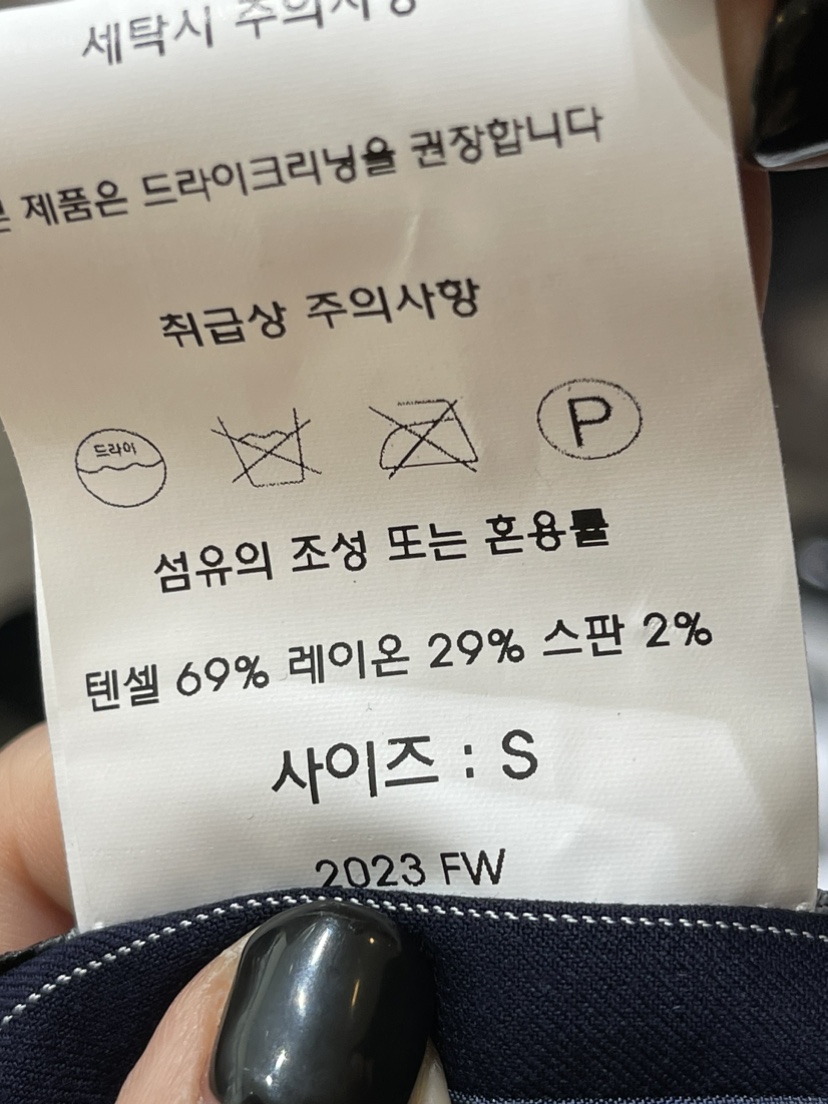 세탁시 주의사항
본 제품은 드라이크리닝을 권장합니다
취급상 주의사항
드라이 P
섬유의 조성 또는 혼용률
텐셀 69% 레이온 29% 스판 2%
사이즈 : S
2023 FW